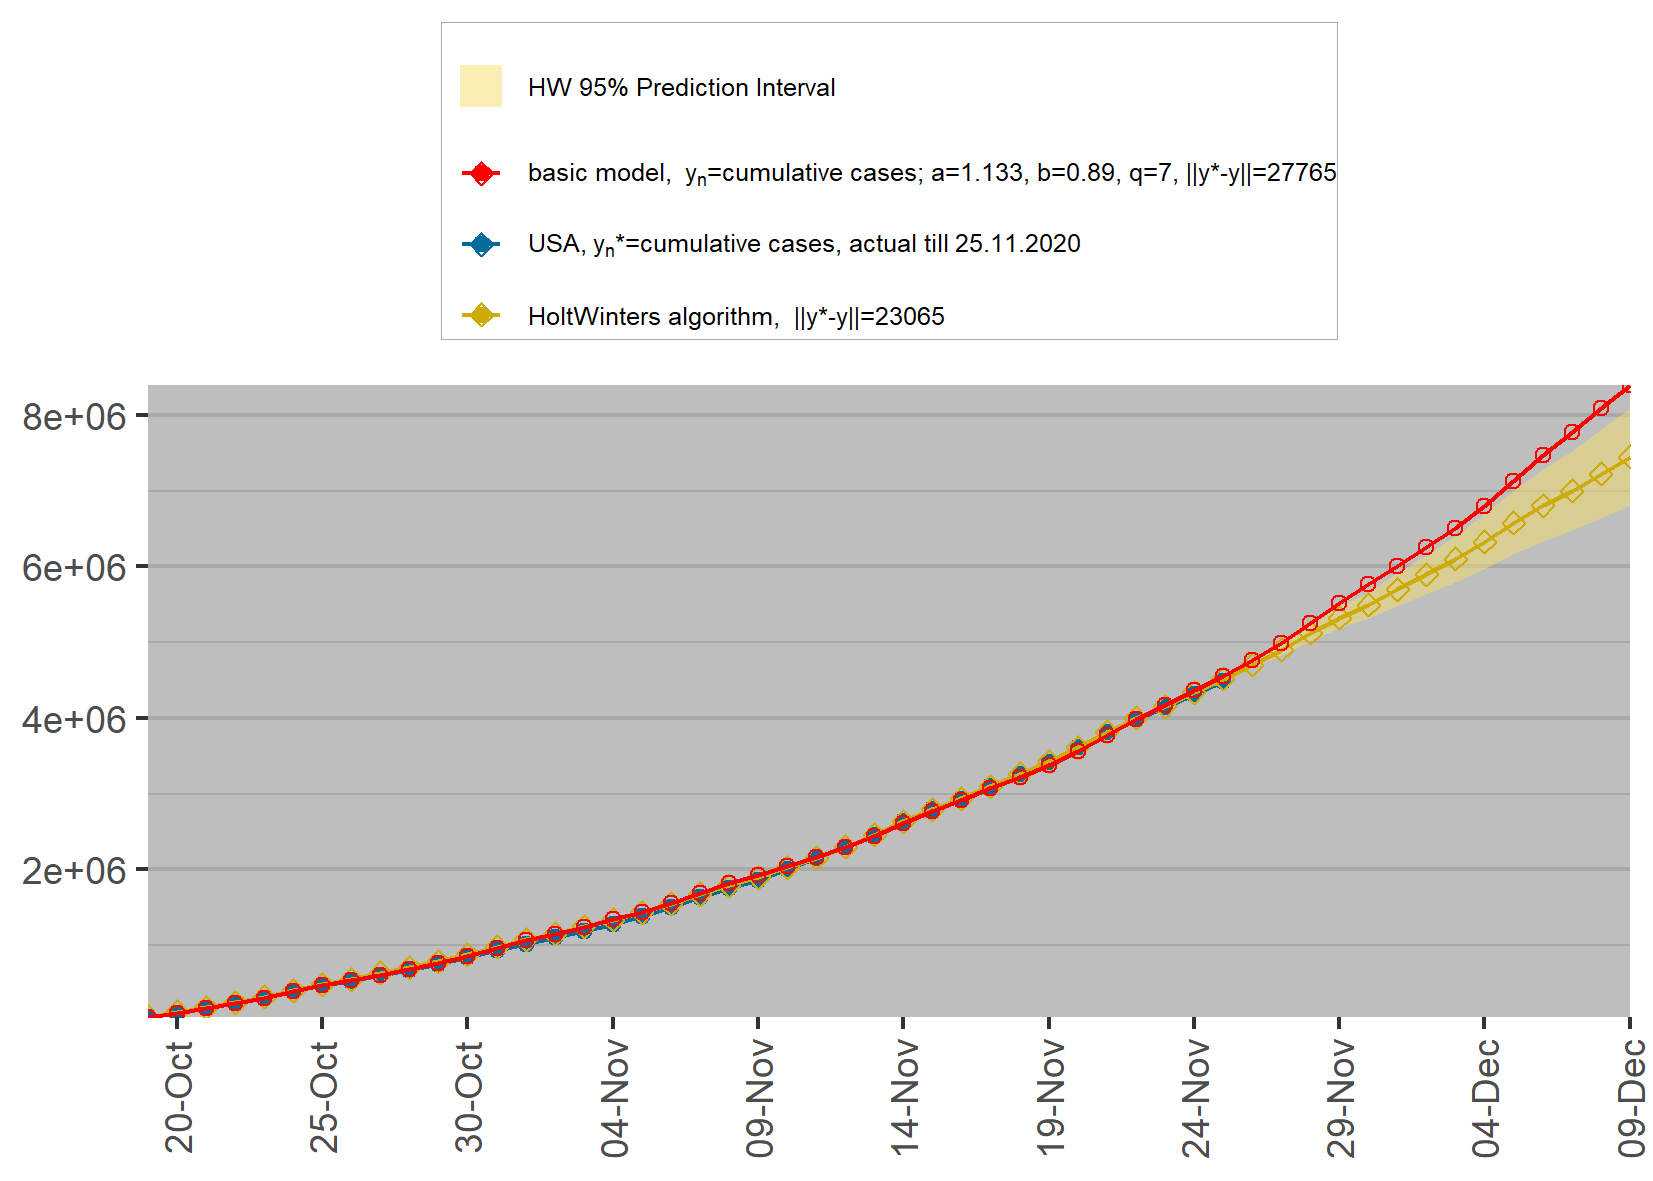 HW 95% Prediction Interval
basic model,  yₙ=cumulative cases; a=1.133, b=0.89, q=7, ||y*-y||=27765
USA, yₙ*=cumulative cases, actual till 25.11.2020
HoltWinters algorithm,  ||y*-y||=23065
8e+06
6e+06
4e+06
2e+06
20-Oct
25-Oct
30-Oct
04-Nov
09-Nov
14-Nov
19-Nov
24-Nov
29-Nov
04-Dec
09-Dec